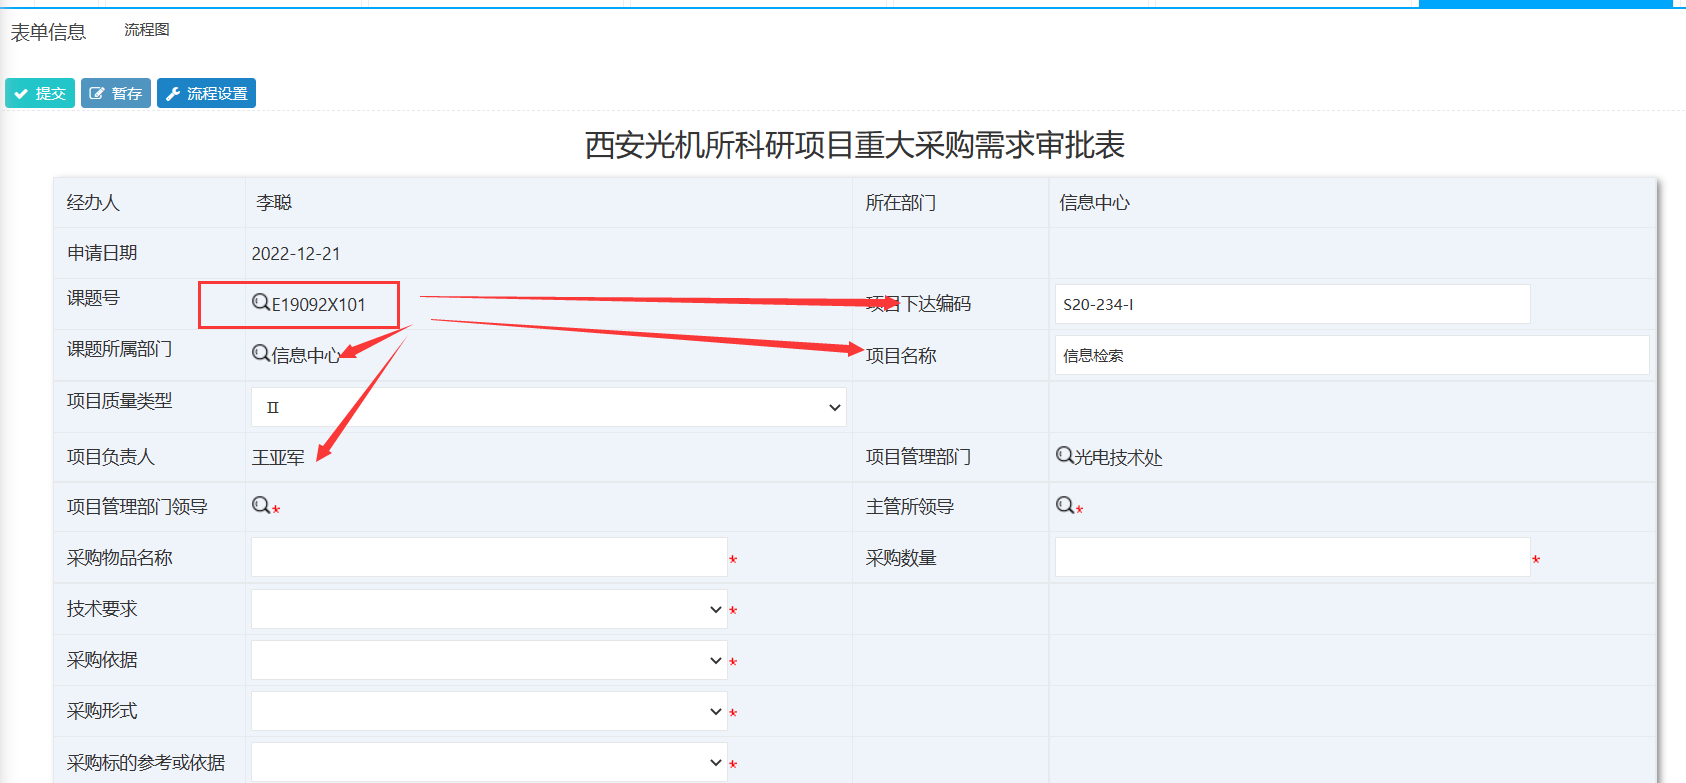 表单信息 流程图
提交 暂存 流程设置
西安光机所科研项目重大采购需求审批表
经办人 李聪 所在部门 信息中心
申请日期 2022-12-21
课题号 E19092X101 项目下达编码 S20-234-I
课题所属部门 信息中心 项目名称 信息检索
项目质量类型 II
项目负责人 王亚军 项目管理部门 光电技术处
项目管理部门领导 * 主管所领导 *
采购物品名称 * 采购数量 *
技术要求 *
采购依据 *
采购形式 *
采购标的参考或依据 *